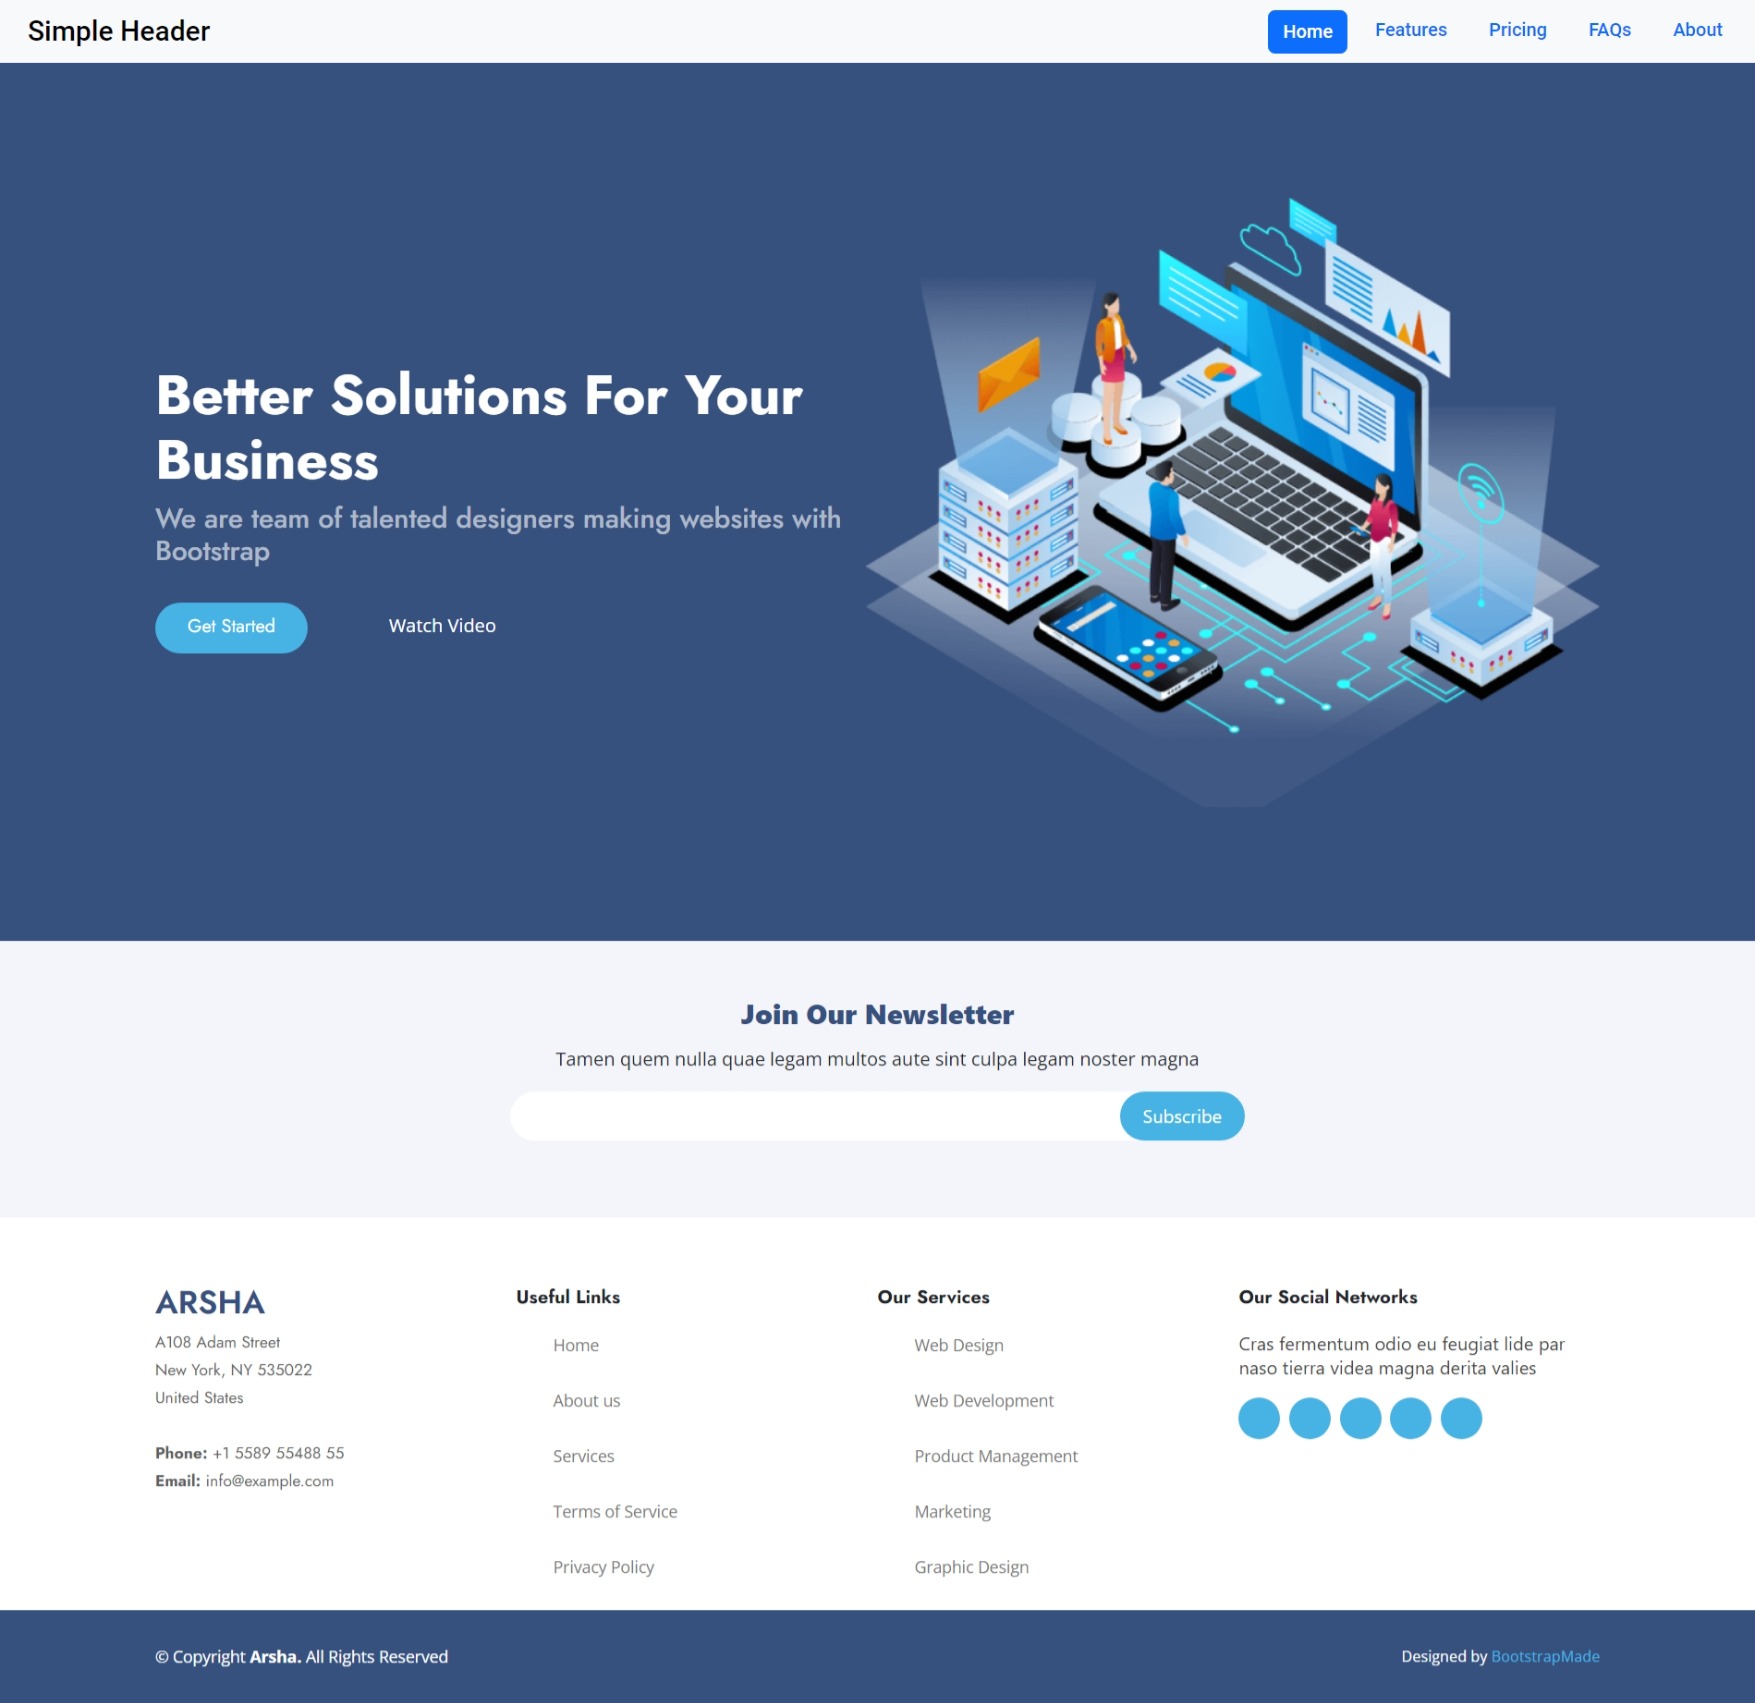 Simple Header
Home
Features
Pricing
FAQs
About
Better Solutions For Your
Business
We are team of talented designers making websites with
Bootstrap
Get Started
Watch Video
Join Our Newsletter
Tamen quem nulla quae legam multos aute sint culpa legam noster magna
Subscribe
ARSHA
A108 Adam Street
New York, NY 535022
United States
Phone: +1 5589 55488 55
Email: info@example.com
Useful Links
Home
About us
Services
Terms of Service
Privacy Policy
Our Services
Web Design
Web Development
Product Management
Marketing
Graphic Design
Our Social Networks
Cras fermentum odio eu feugiat lide par
naso tierra videa magna derita valies
© Copyright Arsha. All Rights Reserved
Designed by BootstrapMade